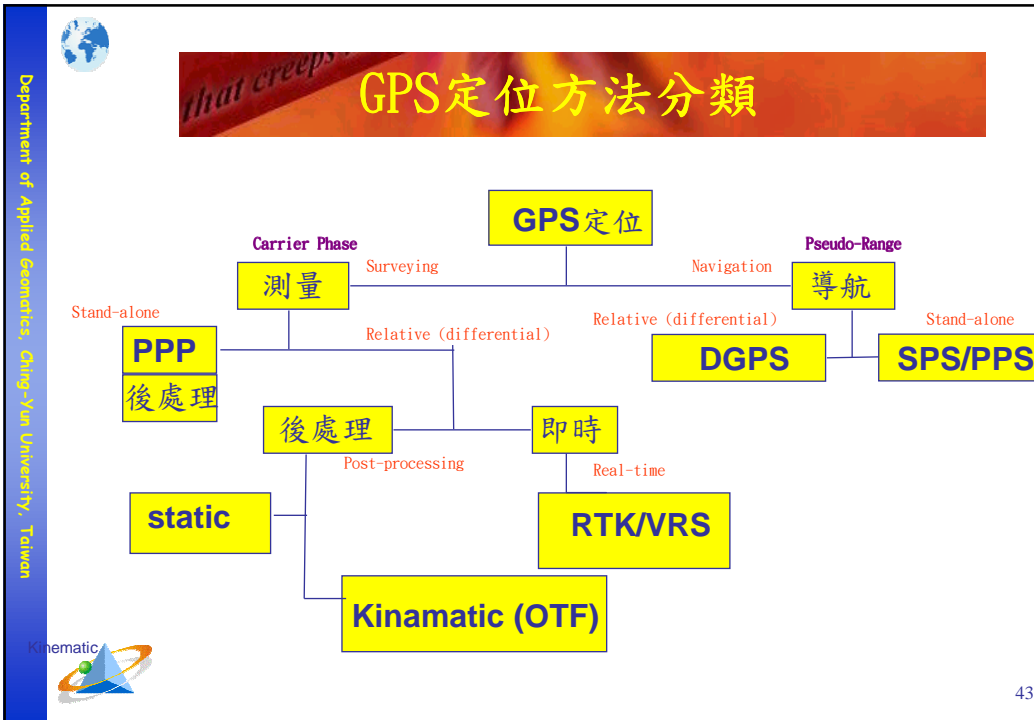 Department of Applied Geomatics, Ching-Yun University, Taiwan
that creeps
GPS定位方法分類
GPS定位
Carrier Phase
Pseudo-Range
Surveying
Navigation
測量
導航
Stand-alone
Relative (differential)
Relative (differential)
Stand-alone
PPP
後處理
DGPS
SPS/PPS
後處理
即時
Post-processing
Real-time
static
RTK/VRS
Kinamatic (OTF)
Kinematic
43